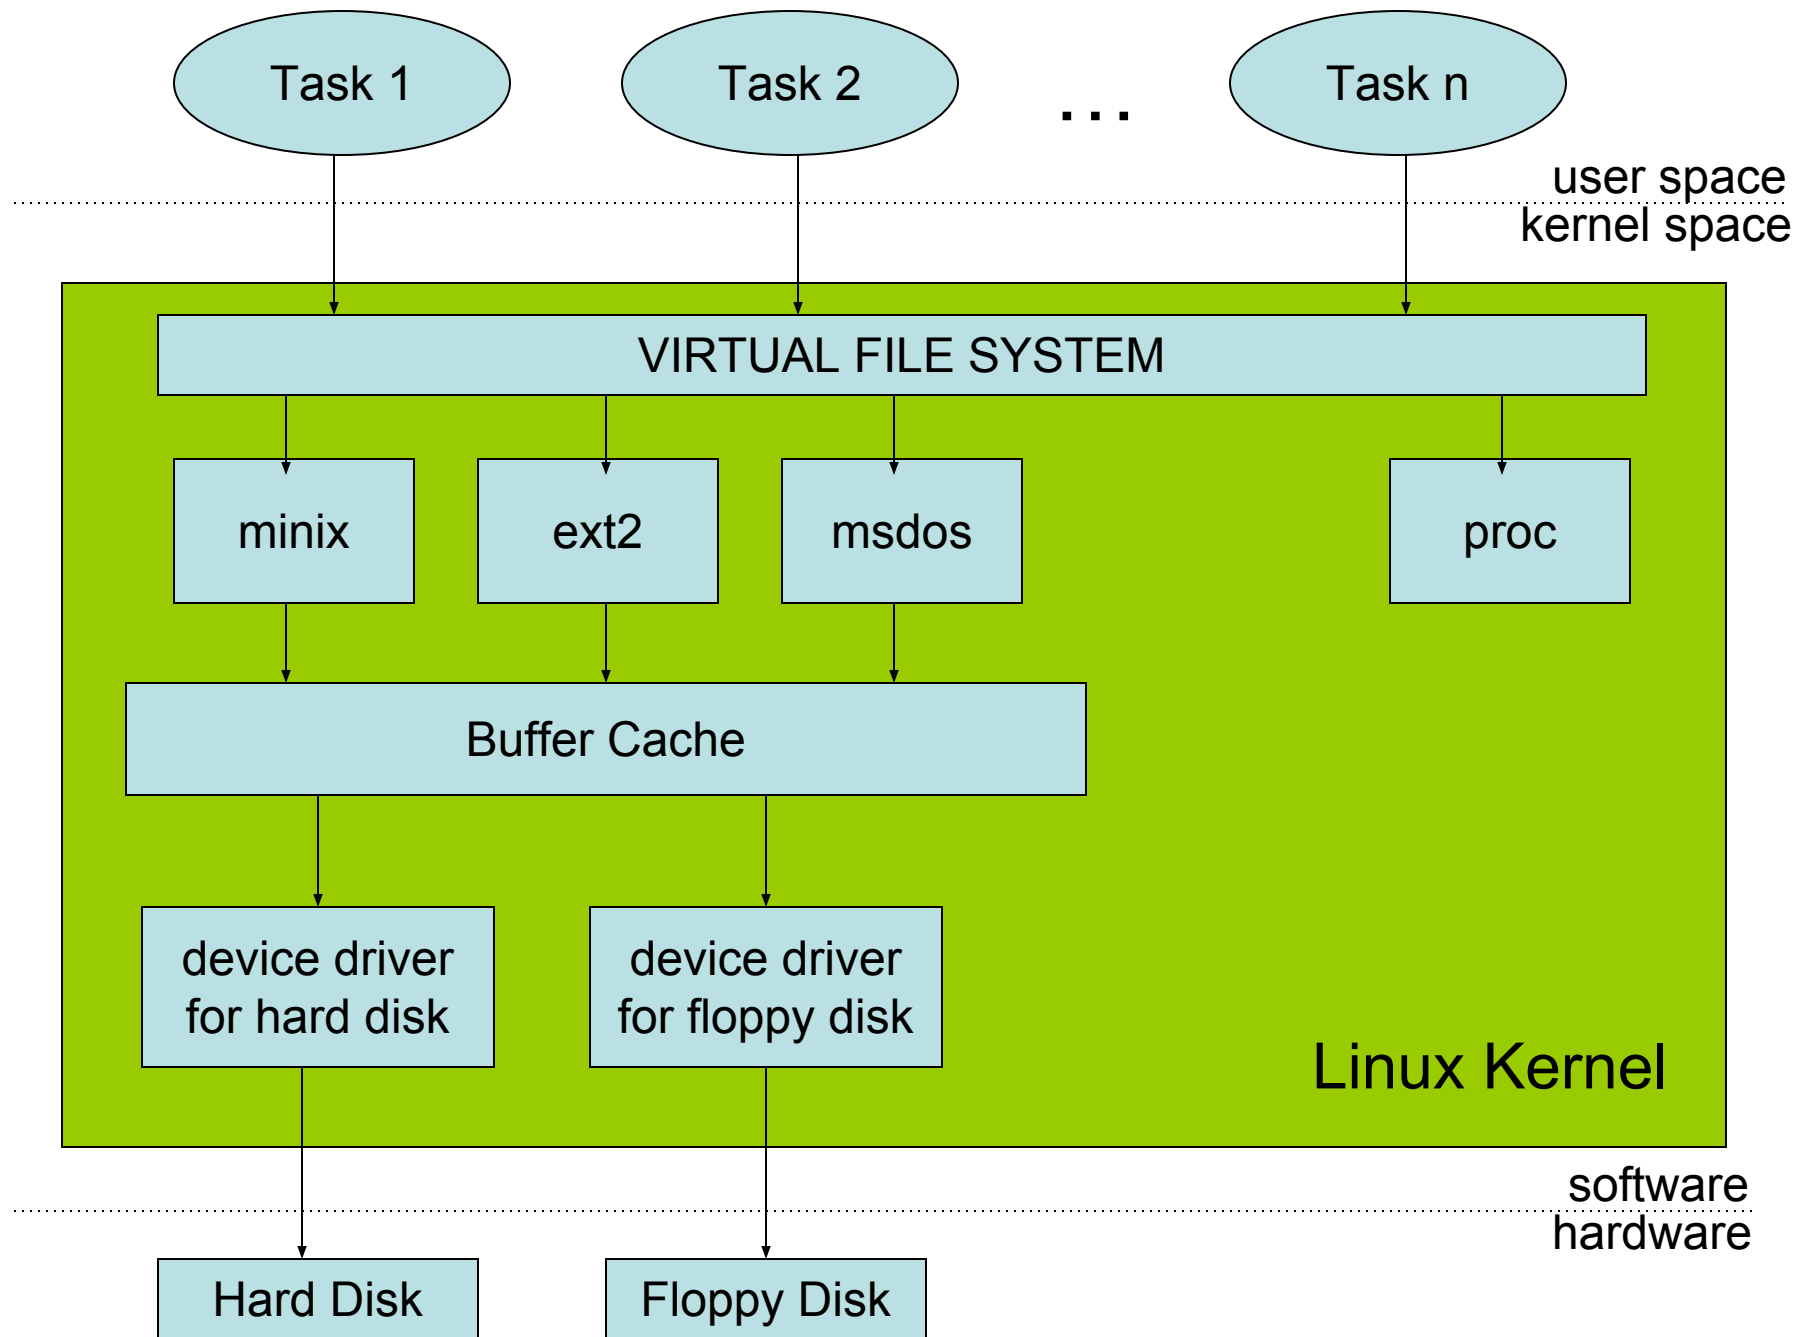 Task 1
Task 2
...
Task n
user space
kernel space
VIRTUAL FILE SYSTEM
minix
ext2
msdos
proc
Buffer Cache
device driver
for hard disk
device driver
for floppy disk
Linux Kernel
software
hardware
Hard Disk
Floppy Disk